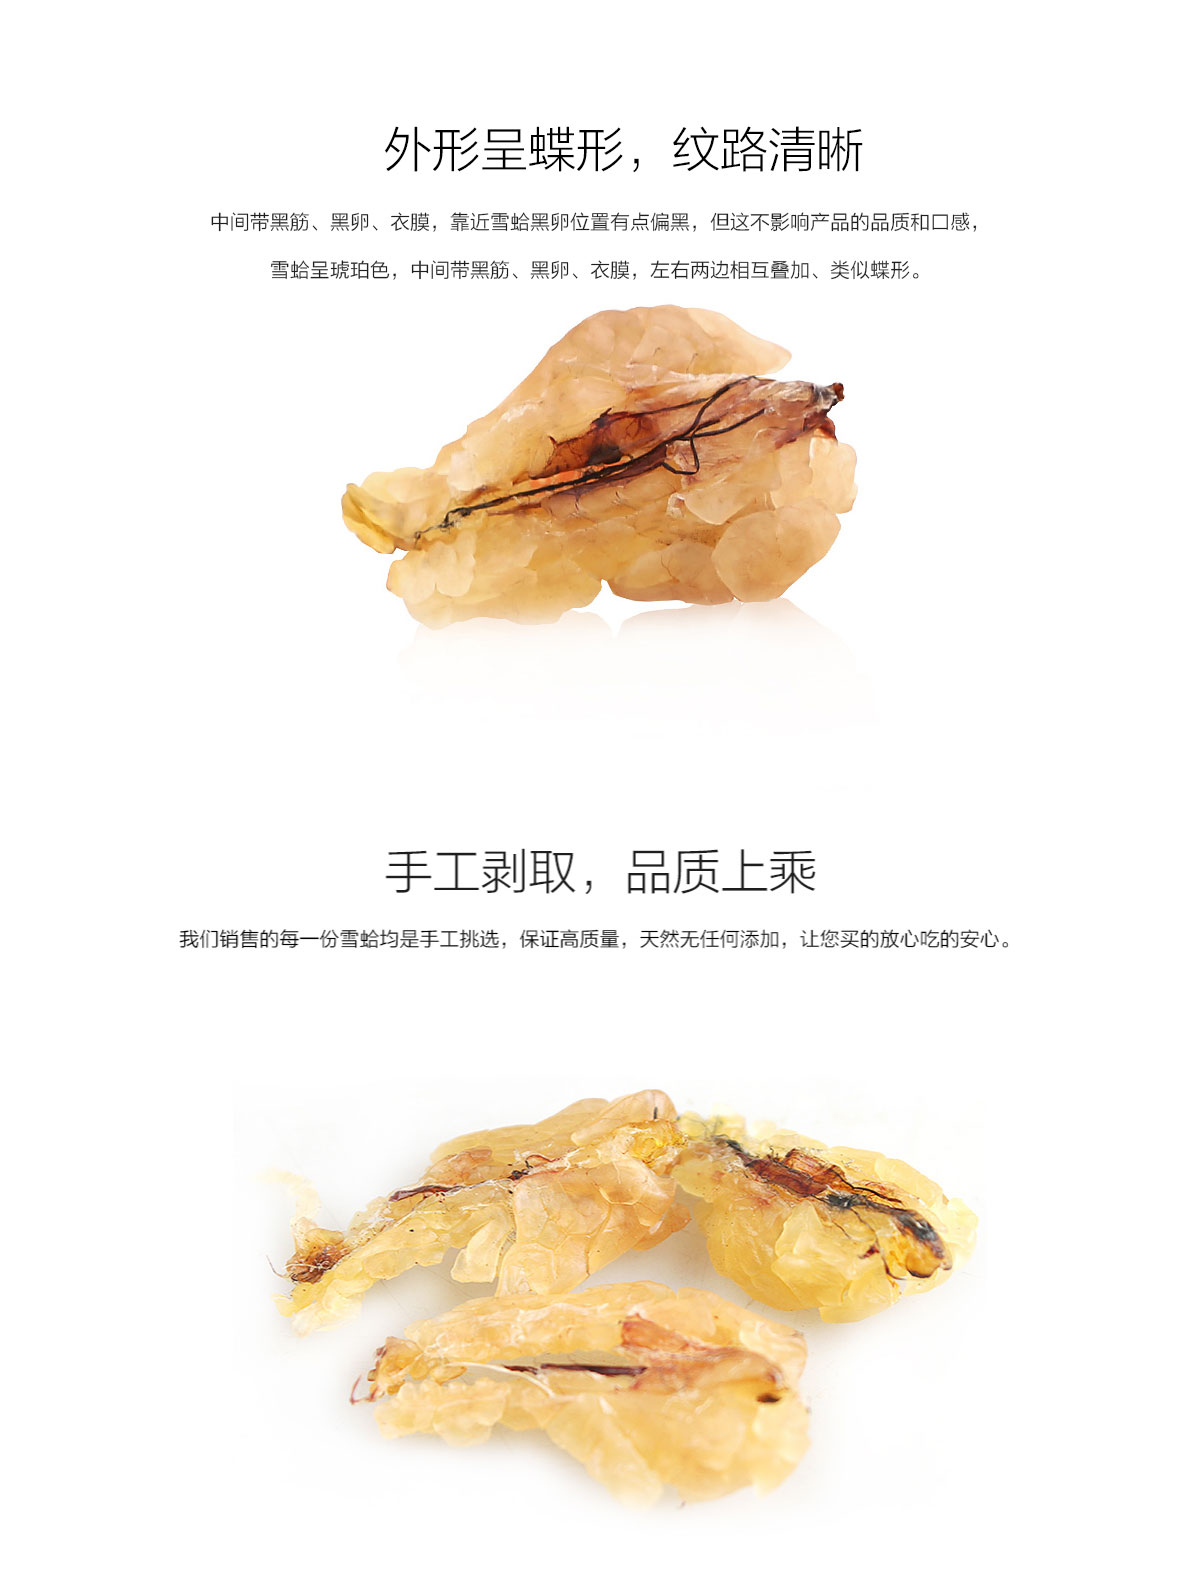 外形呈蝶形，纹路清晰
中间带黑筋、黑卵、衣膜，靠近雪蛤黑卵位置有点偏黑，但这不影响产品的品质和口感，
雪蛤呈琥珀色，中间带黑筋、黑卵、衣膜，左右两边相互叠加、类似蝶形。
手工剥取，品质上乘
我们销售的每一份雪蛤均是手工挑选，保证高质量，天然无任何添加，让您买的放心吃的安心。